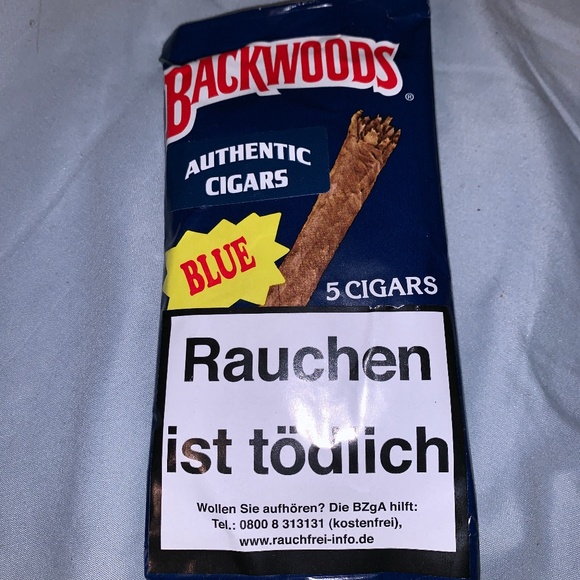 BACKWOODS®
AUTHENTIC
CIGARS
BLUE
5 CIGARS
Rauchen
ist tödlich
Wollen Sie aufhören? Die BZgA hilft:
Tel.: 0800 8 313131 (kostenfrei),
www.rauchfrei-info.de